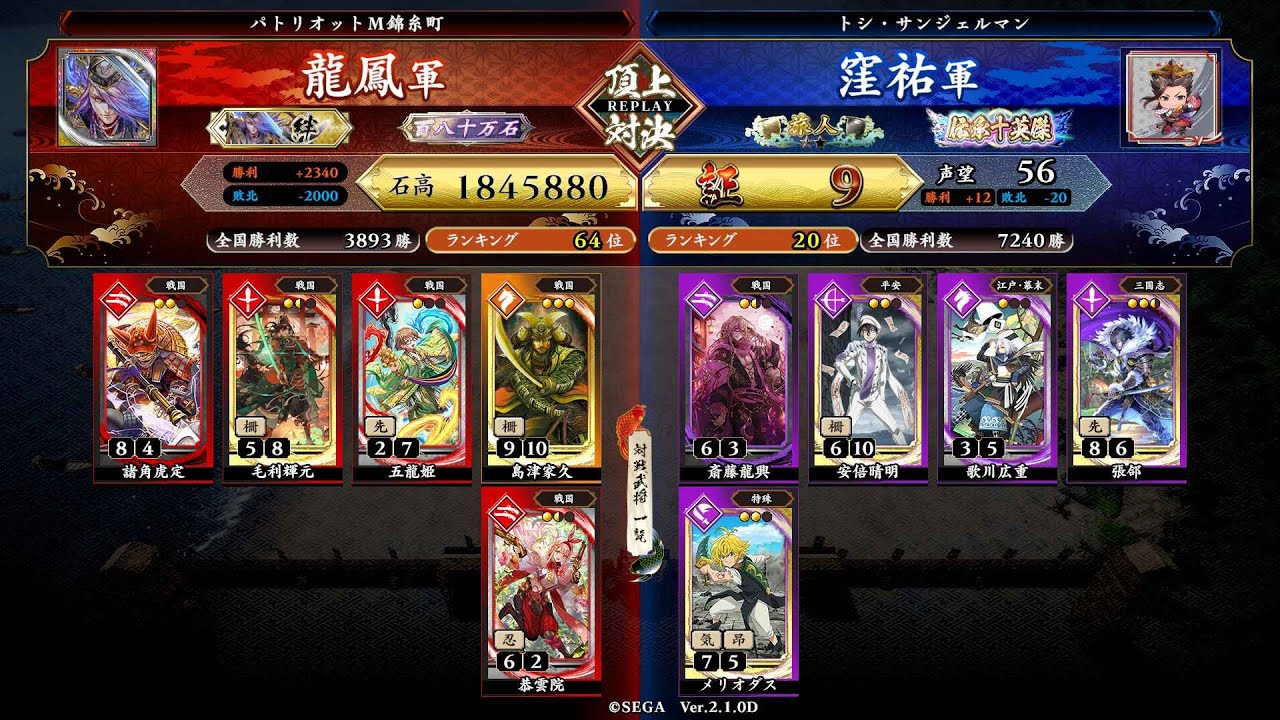 パトリオットM錦糸町
トシ・サンジェルマン
龍鳳軍
頂上
REPLAY
対決
窪祐軍
絆
百八十万石
旅人
伝承十英傑
勝利 +2340
敗北 -2000
石高 1845880
証 9
声望 56
勝利 +12 敗北 -20
全国勝利数 3893勝
ランキング 64位
ランキング 20位
全国勝利数 7240勝
戦国
戦国
戦国
戦国
戦国
平安
江戸・幕末
三国志
柵
先
柵
柵
先
8 4
5 8
2 7
9 10
6 3
6 10
3 5
8 6
諸角虎定
毛利輝元
五龍姫
島津家久
斎藤龍興
安倍晴明
歌川広重
張郃
対戦武将一覧
戦国
特殊
忍
気 昴
6 2
7 5
恭雲院
メリオダス
©SEGA Ver.2.1.0D